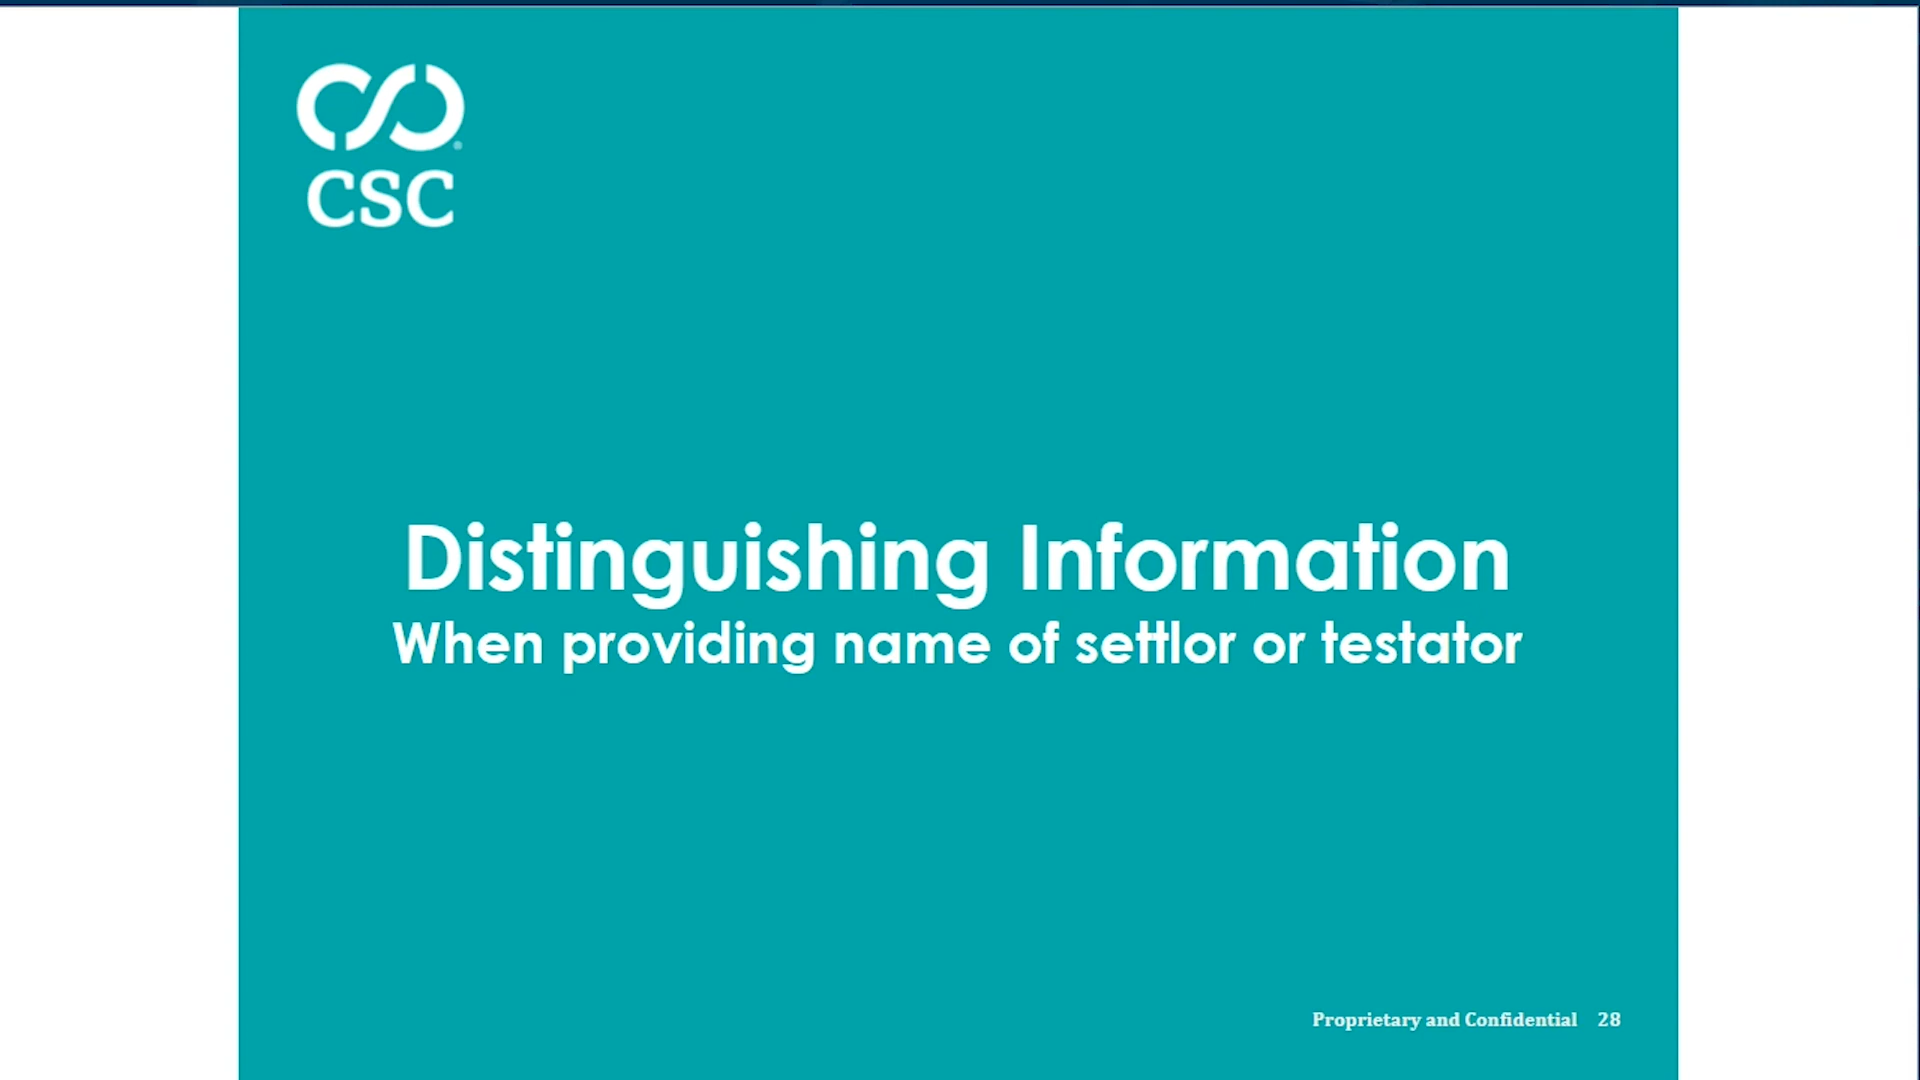 CSC
Distinguishing Information
When providing name of settlor or testator
Proprietary and Confidential 28